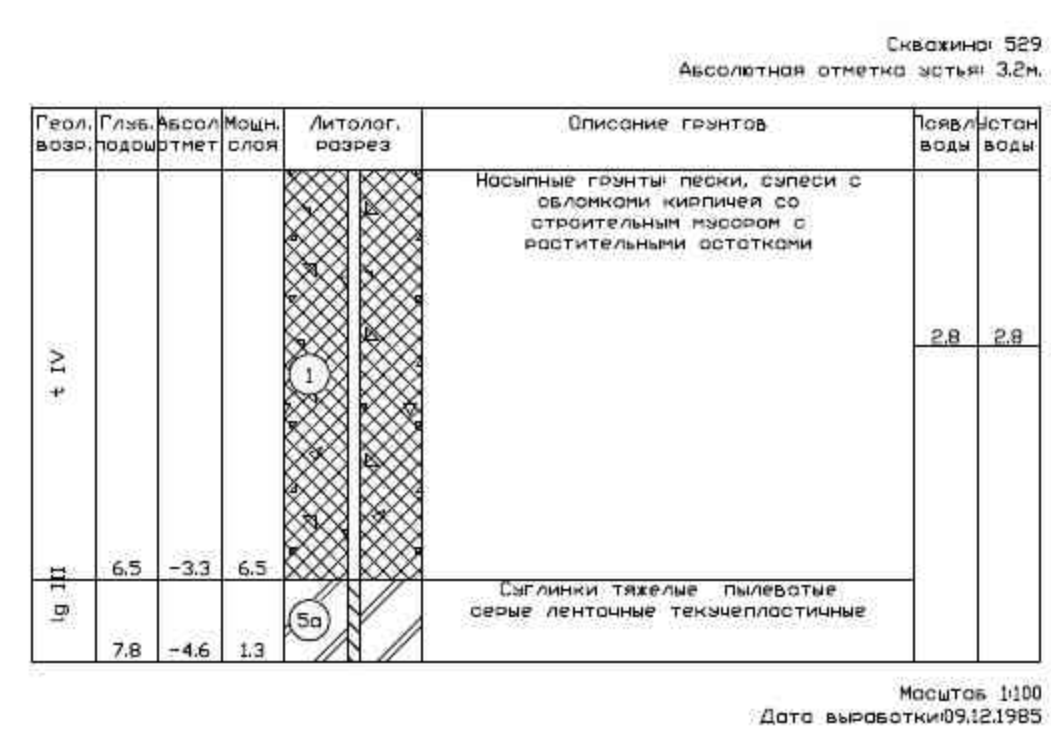 Скважина: 529
Абсолютная отметка устья: 3.2м.
Геол. Глуб. Абсол Мощн. Литолог. Описание грунтов Появл Устан
возр. подош отмет слоя разрез воды воды
Насыпные грунты: пески, супеси с
обломками кирпичей со
строительным мусором с
растительными остатками
2.8 2.8
t IV
1
6.5 -3.3 6.5
Суглинки тяжелые пылеватые
серые ленточные текучепластичные
lg III
5а
7.8 -4.6 1.3
Масштаб 1:100
Дата выработки:09.12.1985